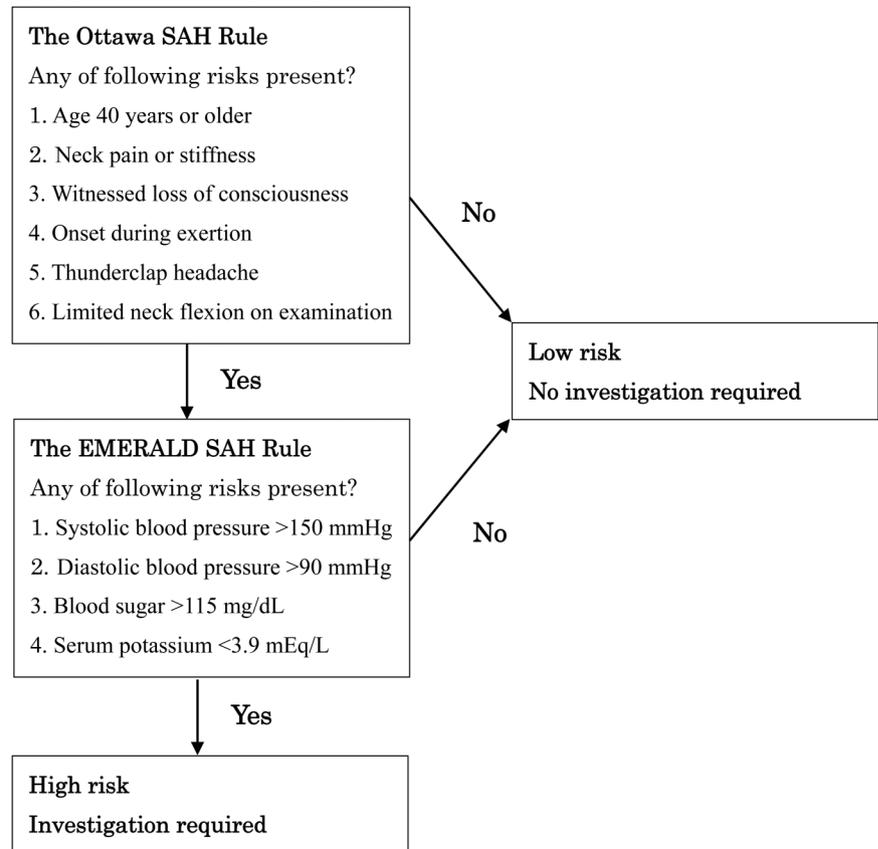 The Ottawa SAH Rule
Any of following risks present?
1. Age 40 years or older
2. Neck pain or stiffness
3. Witnessed loss of consciousness
4. Onset during exertion
5. Thunderclap headache
6. Limited neck flexion on examination
No
Low risk
No investigation required
Yes
The EMERALD SAH Rule
Any of following risks present?
1. Systolic blood pressure >150 mmHg
2. Diastolic blood pressure >90 mmHg
3. Blood sugar >115 mg/dL
4. Serum potassium <3.9 mEq/L
No
Yes
High risk
Investigation required